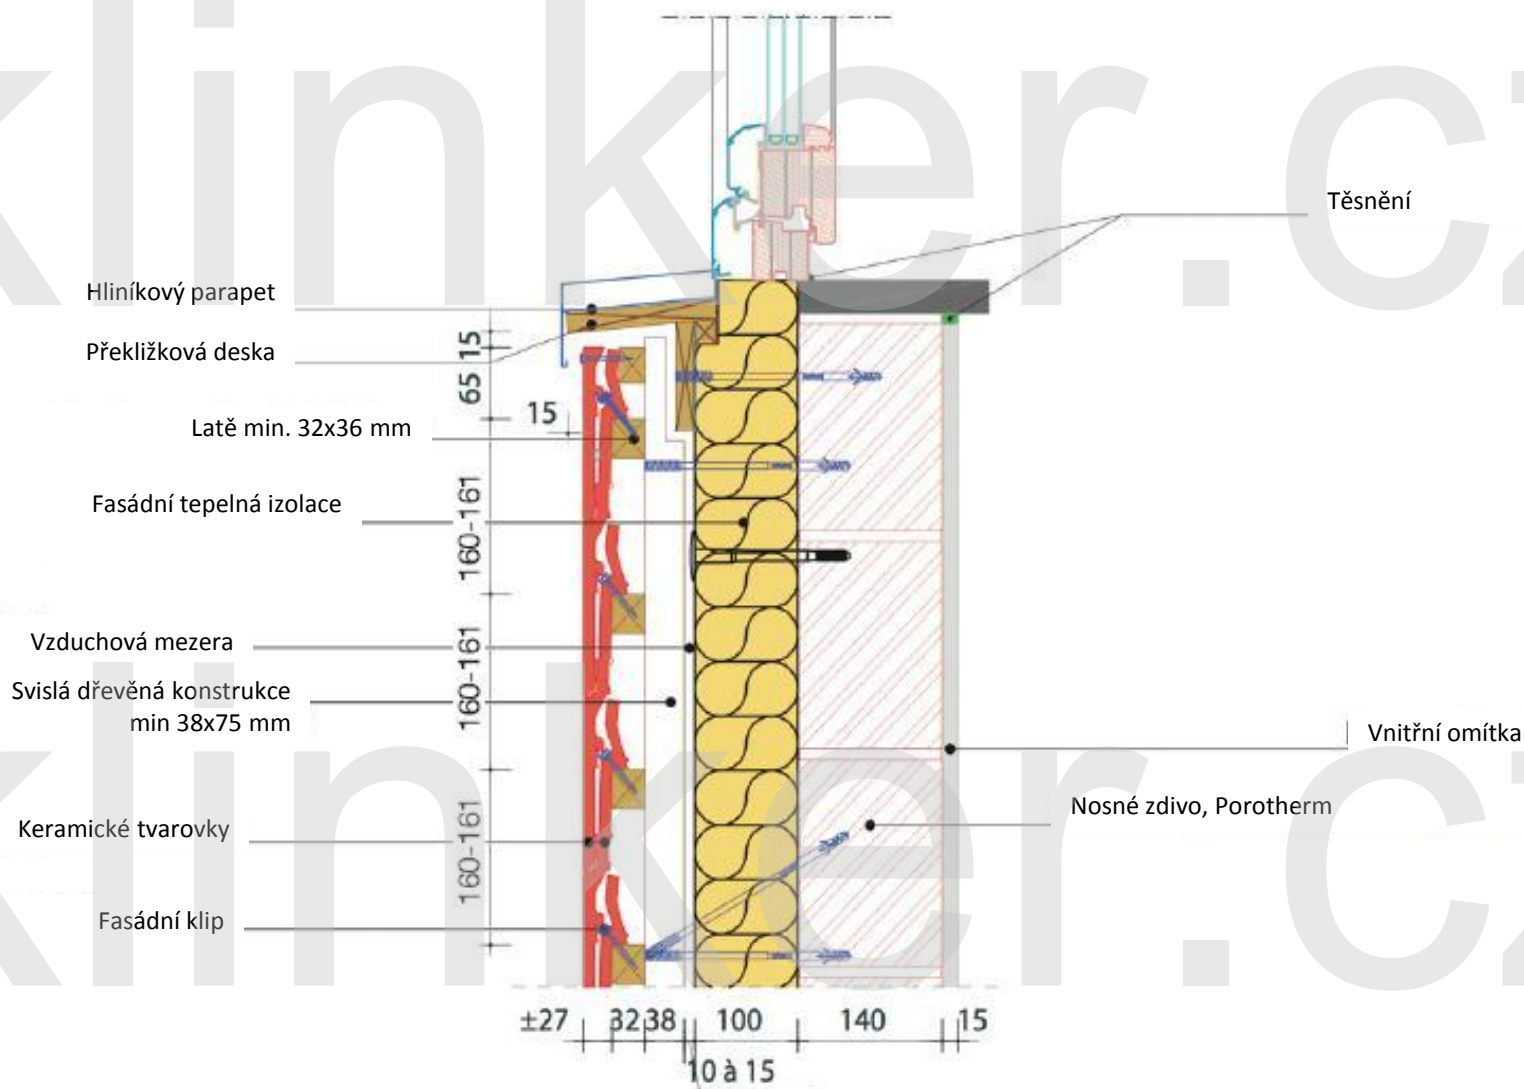 klinker.cz
Těsnění
Hliníkový parapet
Překližková deska
Latě min. 32x36 mm
Fasádní tepelná izolace
Vzduchová mezera
Svislá dřevěná konstrukce
min 38x75 mm
Keramické tvarovky
Fasádní klip
15
65
15
160-161
160-161
160-161
Vnitřní omítka
Nosné zdivo, Porotherm
klinker.cz
±27 32 38 100 140 15
10 à 15